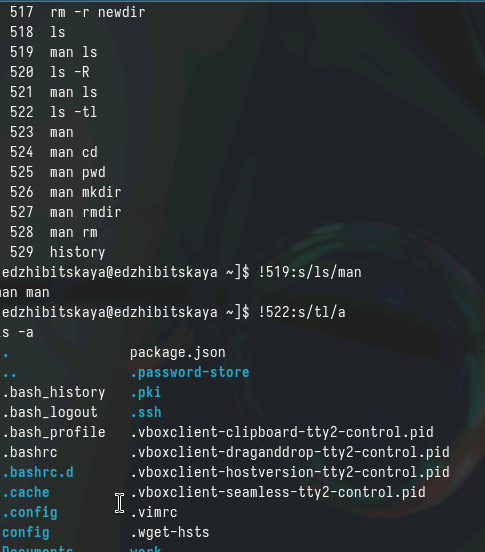 517 rm -r newdir
518 ls
519 man ls
520 ls -R
521 man ls
522 ls -tl
523 man
524 man cd
525 man pwd
526 man mkdir
527 man rmdir
528 man rm
529 history
edzhibitskaya@edzhibitskaya ~]$ !519:s/ls/man
an man
edzhibitskaya@edzhibitskaya ~]$ !522:s/tl/a
s -a
. package.json
.. .password-store
.bash_history .pki
.bash_logout .ssh
.bash_profile .vboxclient-clipboard-tty2-control.pid
.bashrc .vboxclient-draganddrop-tty2-control.pid
.bashrc.d .vboxclient-hostversion-tty2-control.pid
.cache .vboxclient-seamless-tty2-control.pid
.config .vimrc
config .wget-hsts
Documents work